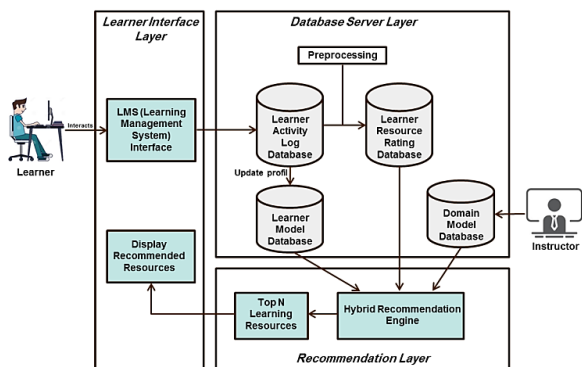 Learner Interface
Layer
Database Server Layer
Preprocessing
LMS (Learning
Management
System)
Interface
Interacts
Learner
Learner
Activity
Log
Database
Learner
Resource
Rating
Database
Update profil
Learner
Model
Database
Domain
Model
Database
Instructor
Display
Recommended
Resources
Top N
Learning
Resources
Hybrid Recommendation
Engine
Recommendation Layer